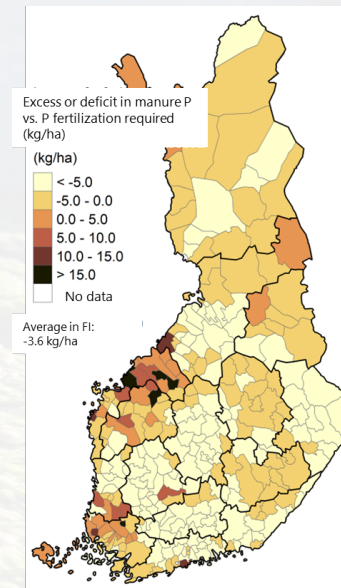 Excess or deficit in manure P
vs. P fertilization required
(kg/ha)
(kg/ha)
< -5.0
-5.0 - 0.0
0.0 - 5.0
5.0 - 10.0
10.0 - 15.0
> 15.0
No data
Average in FI:
-3.6 kg/ha